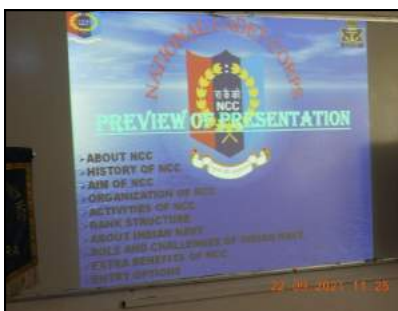 NATIONAL CADET CORPS
रा के को
NCC
PREVIEW OF PRESENTATION
ABOUT NCC
HISTORY OF NCC
AIM OF NCC
ORGANIZATION OF NCC
ACTIVITIES OF NCC
RANK STRUCTURE
ABOUT INDIAN NAVY
ROLE AND CHALLENGES OF INDIAN NAVY
EXTRA BENEFITS OF NCC
ENTRY OPTIONS
22.09.2021 11:25